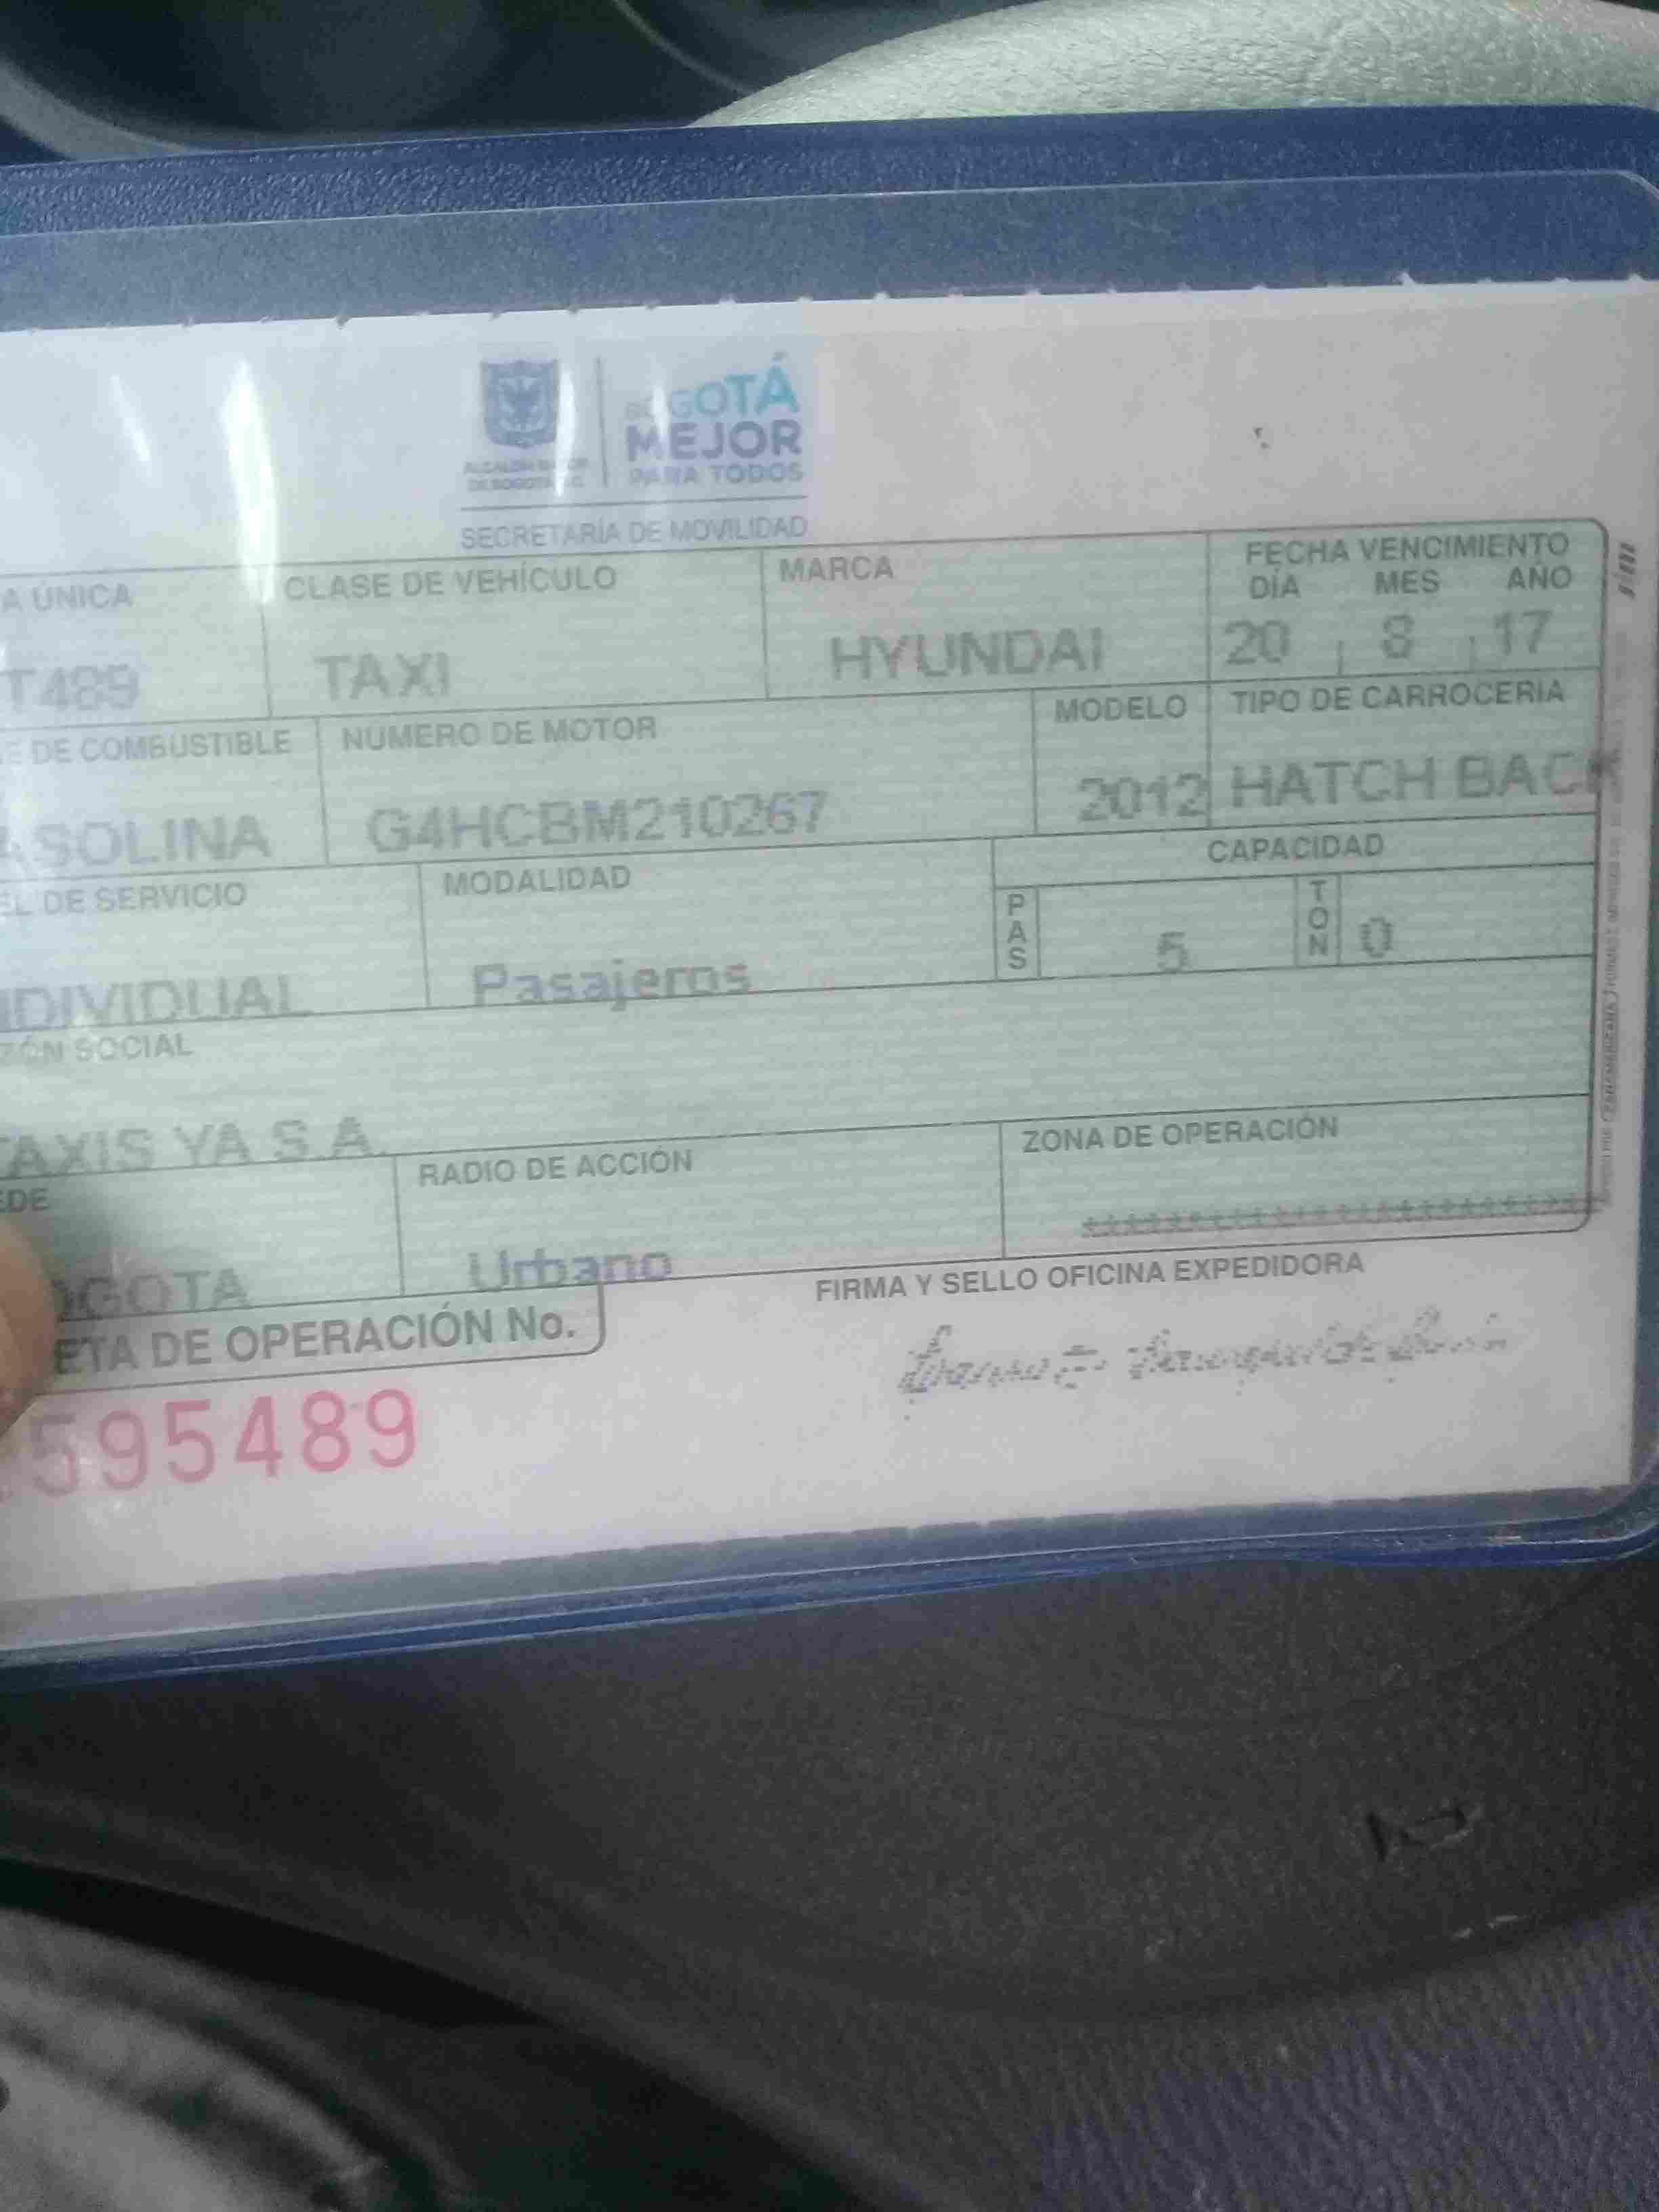 BOGOTÁ
MEJOR
PARA TODOS
ALCALDÍA MAYOR
DE BOGOTÁ D.C.
SECRETARÍA DE MOVILIDAD
A ÚNICA CLASE DE VEHÍCULO MARCA FECHA VENCIMIENTO
DÍA MES AÑO
T489 TAXI HYUNDAI 20 8 17
E DE COMBUSTIBLE NUMERO DE MOTOR MODELO TIPO DE CARROCERIA
ASOLINA G4HCBM210267 2012 HATCH BACK
EL DE SERVICIO MODALIDAD CAPACIDAD
NDIVIDUAL Pasajeros PAS 5 TON 0
ZÓN SOCIAL
TAXIS YA S.A.
EDE RADIO DE ACCIÓN ZONA DE OPERACIÓN
OGOTA Urbano ****************************
ETA DE OPERACIÓN No. FIRMA Y SELLO OFICINA EXPEDIDORA
595489